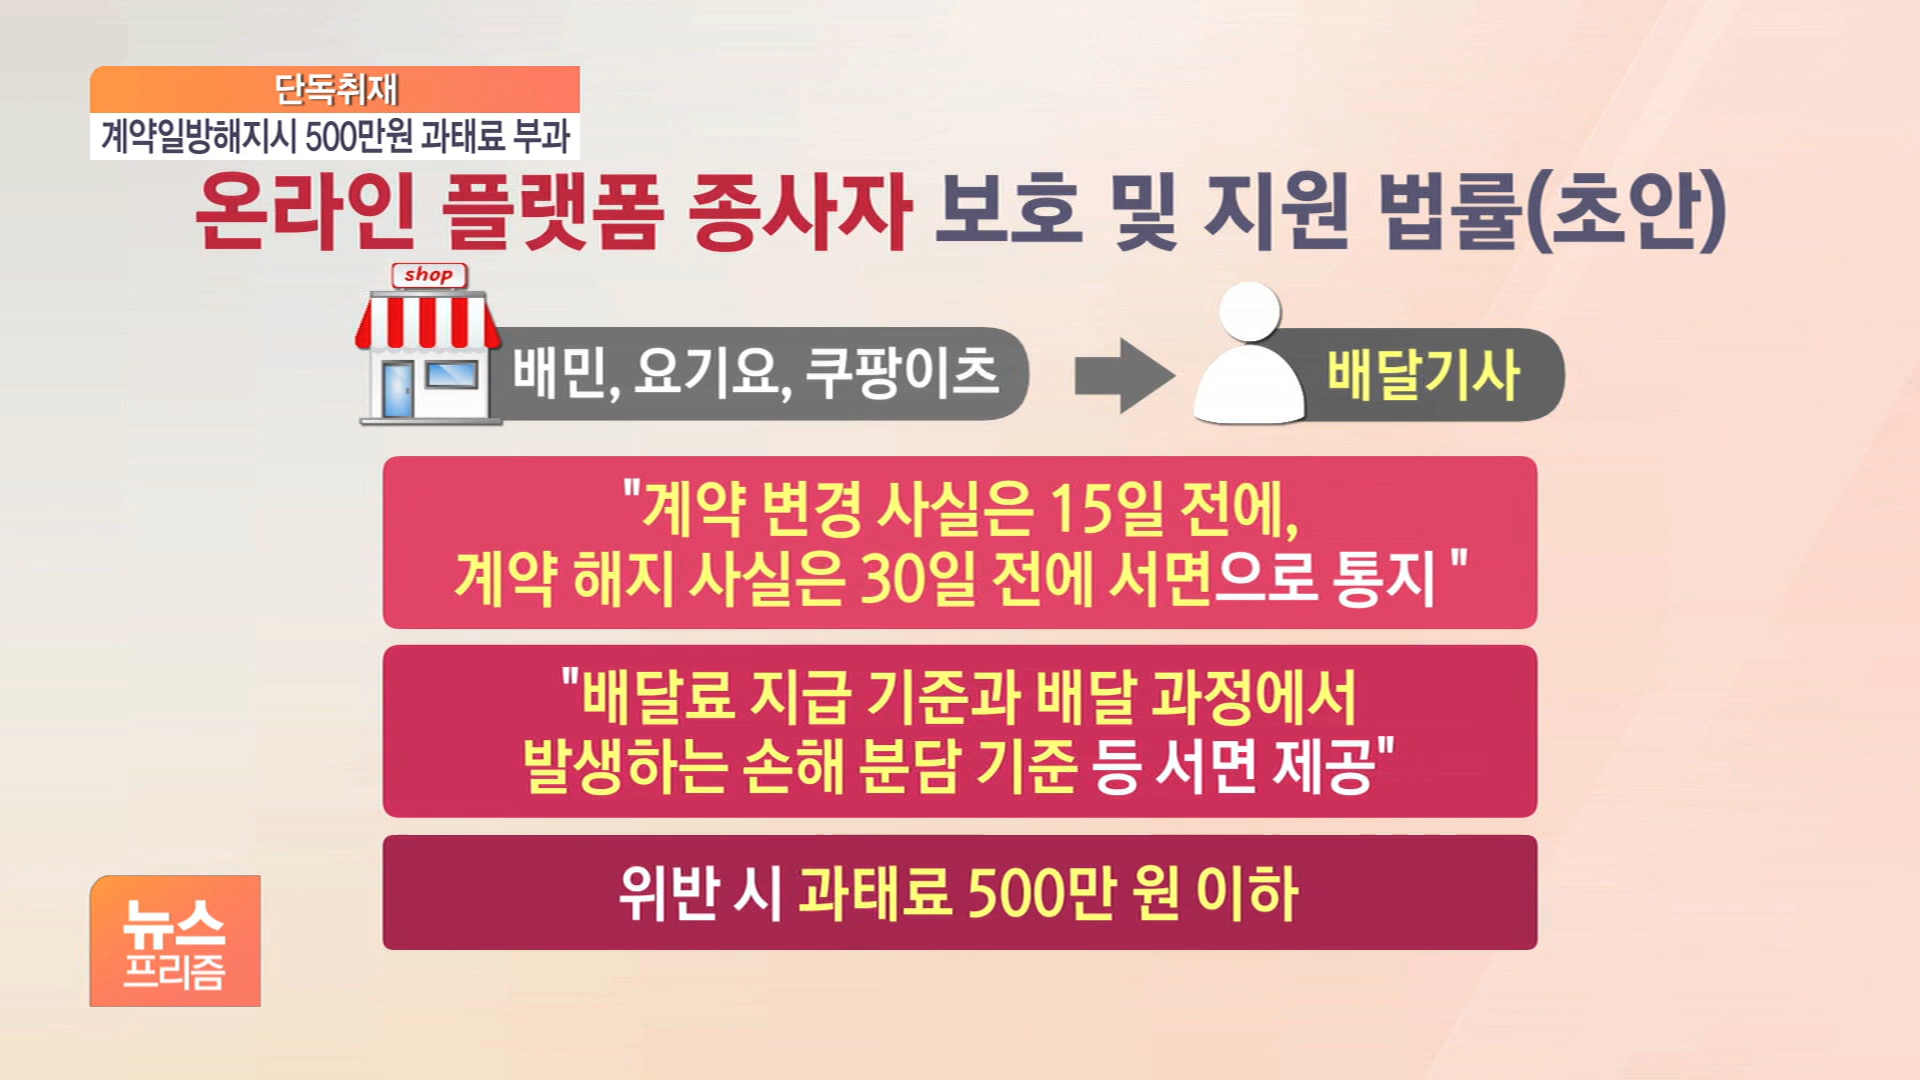 단독취재
계약일방해지시 500만원 과태료 부과
온라인 플랫폼 종사자 보호 및 지원 법률(초안)
shop
배민, 요기요, 쿠팡이츠
배달기사
"계약 변경 사실은 15일 전에,
계약 해지 사실은 30일 전에 서면으로 통지 "
"배달료 지급 기준과 배달 과정에서
발생하는 손해 분담 기준 등 서면 제공"
위반 시 과태료 500만 원 이하
뉴스
프리즘